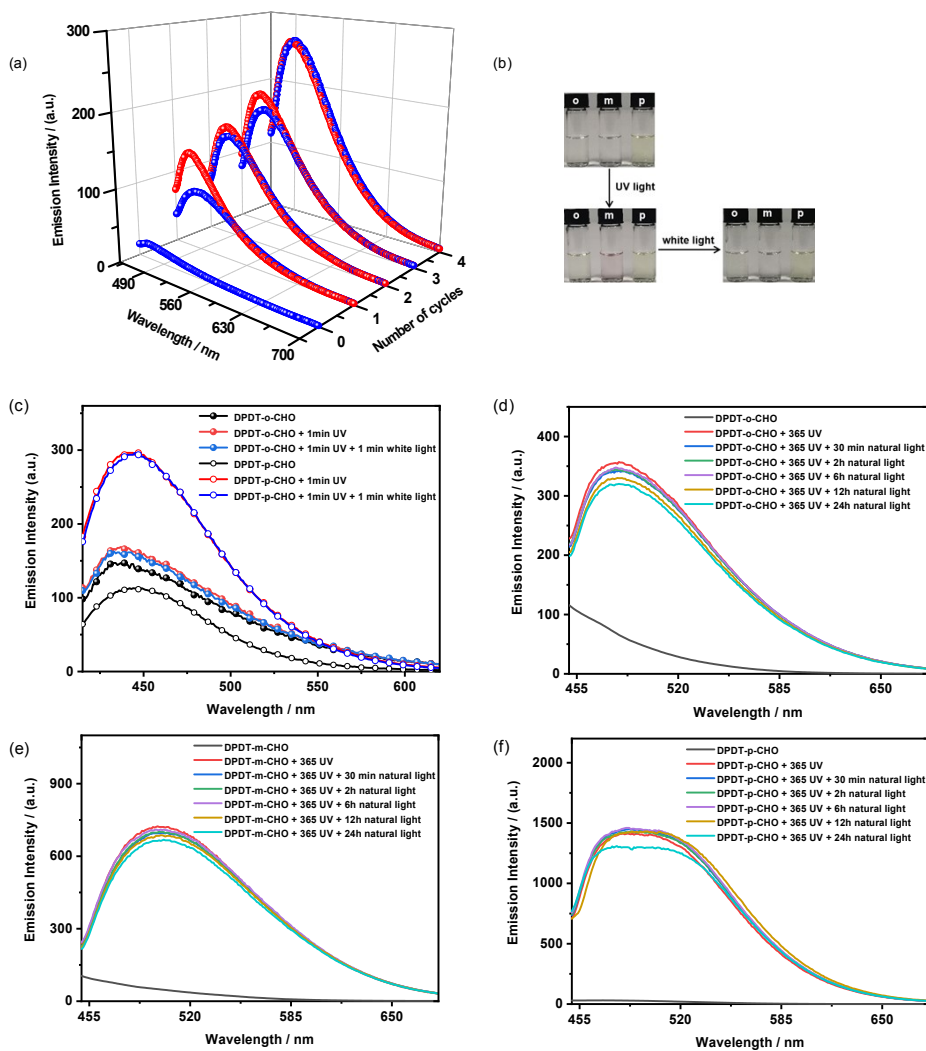 (a)
300
200
100
0
Emission Intensity / (a.u.)
490
560
630
700
Wavelength / nm
0
1
2
3
4
Number of cycles
(b)
o m p
UV light
o m p
white light
o m p
(c)
DPDT-o-CHO
DPDT-o-CHO + 1min UV
DPDT-o-CHO + 1min UV + 1 min white light
DPDT-p-CHO
DPDT-p-CHO + 1min UV
DPDT-p-CHO + 1min UV + 1 min white light
300
200
100
0
Emission Intensity (a.u.)
450 500 550 600
Wavelength / nm
(d)
DPDT-o-CHO
DPDT-o-CHO + 365 UV
DPDT-o-CHO + 365 UV + 30 min natural light
DPDT-o-CHO + 365 UV + 2h natural light
DPDT-o-CHO + 365 UV + 6h natural light
DPDT-o-CHO + 365 UV + 12h natural light
DPDT-o-CHO + 365 UV + 24h natural light
400
300
200
100
0
Emission Intensity / (a.u.)
455 520 585 650
Wavelength / nm
(e)
DPDT-m-CHO
DPDT-m-CHO + 365 UV
DPDT-m-CHO + 365 UV + 30 min natural light
DPDT-m-CHO + 365 UV + 2h natural light
DPDT-m-CHO + 365 UV + 6h natural light
DPDT-m-CHO + 365 UV + 12h natural light
DPDT-m-CHO + 365 UV + 24h natural light
900
600
300
0
Emission Intensity / (a.u.)
455 520 585 650
Wavelength / nm
(f)
DPDT-p-CHO
DPDT-p-CHO + 365 UV
DPDT-p-CHO + 365 UV + 30 min natural light
DPDT-p-CHO + 365 UV + 2h natural light
DPDT-p-CHO + 365 UV + 6h natural light
DPDT-p-CHO + 365 UV + 12h natural light
DPDT-p-CHO + 365 UV + 24h natural light
2000
1500
1000
500
0
Emission Intensity / (a.u.)
455 520 585 650
Wavelength / nm